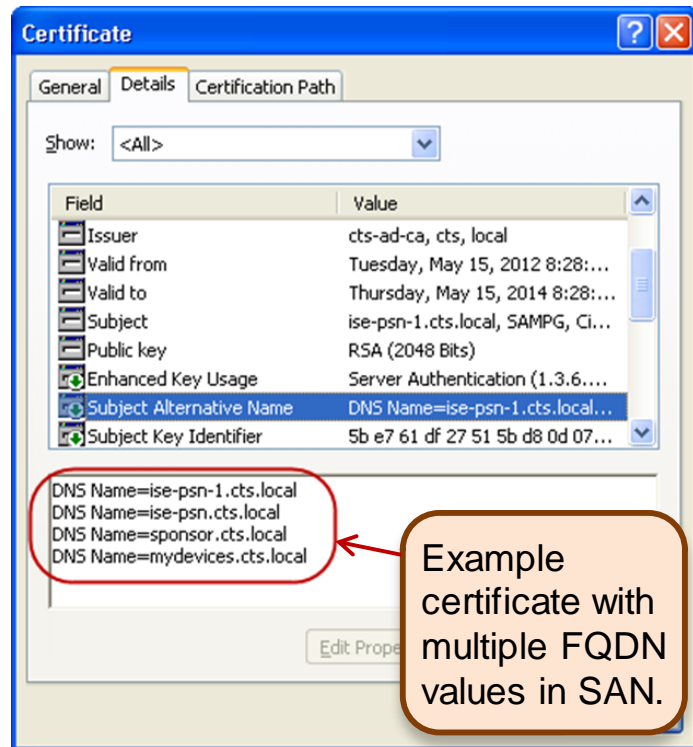 Certificate
General Details Certification Path
Show: <All>
Field Value
Issuer cts-ad-ca, cts, local
Valid from Tuesday, May 15, 2012 8:28:...
Valid to Thursday, May 15, 2014 8:28:...
Subject ise-psn-1.cts.local, SAMPG, Ci...
Public key RSA (2048 Bits)
Enhanced Key Usage Server Authentication (1.3.6....
Subject Alternative Name DNS Name=ise-psn-1.cts.local...
Subject Key Identifier 5b e7 61 df 27 51 5b d8 0d 07...
DNS Name=ise-psn-1.cts.local
DNS Name=ise-psn.cts.local
DNS Name=sponsor.cts.local
DNS Name=mydevices.cts.local
Edit Prope
Example
certificate with
multiple FQDN
values in SAN.